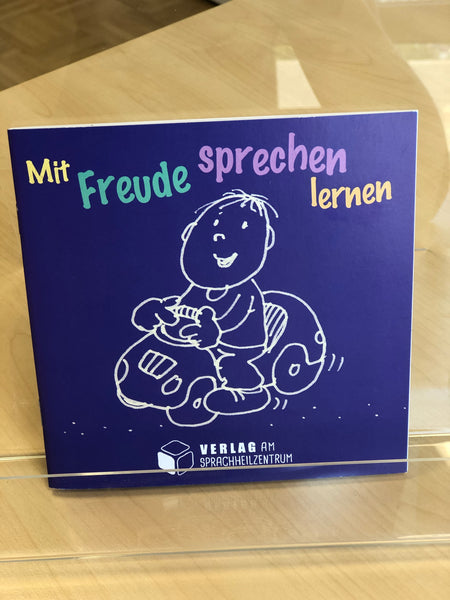 Mit Freude sprechen
lernen
VERLAG AM
SPRACHHEILZENTRUM